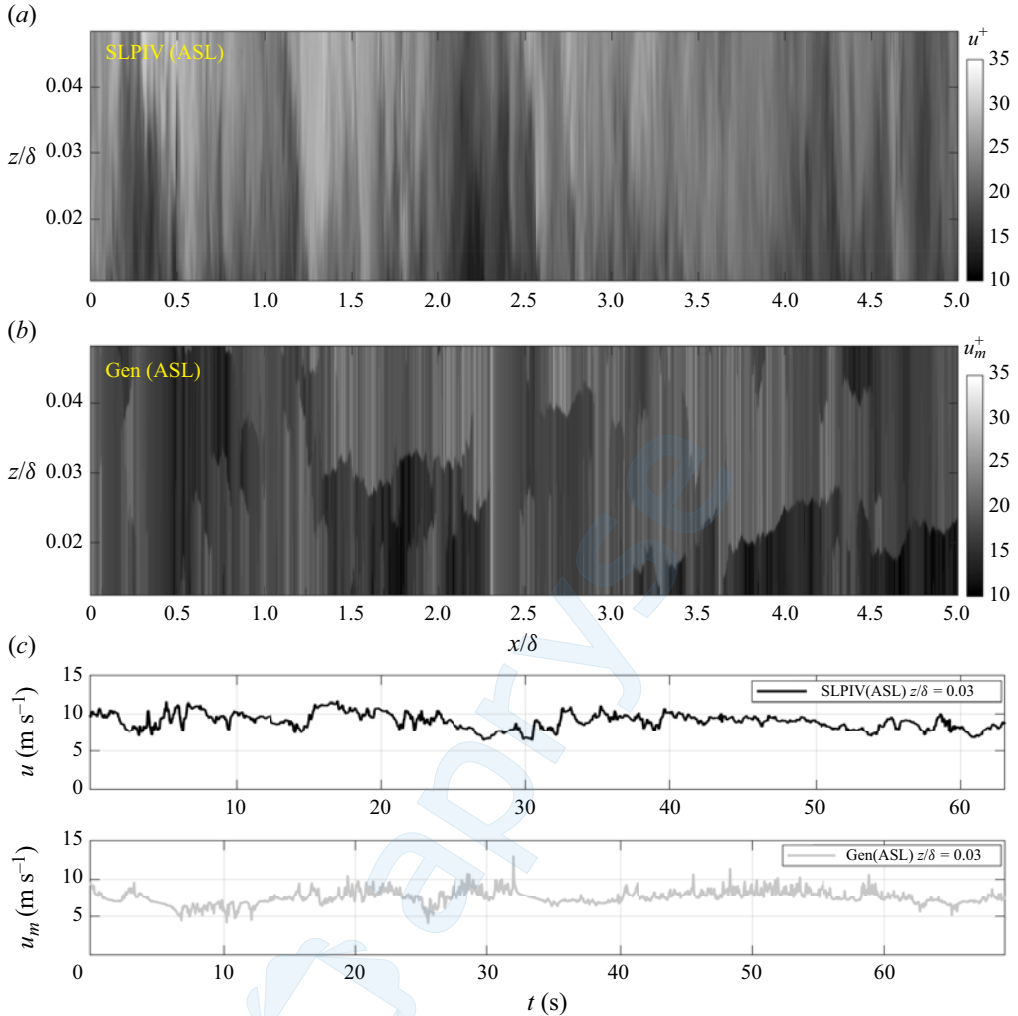 (a)
SLPIV (ASL)
u+
35
30
25
20
15
10
0.04
0.03
0.02
z/δ
0 0.5 1.0 1.5 2.0 2.5 3.0 3.5 4.0 4.5 5.0
(b)
Gen (ASL)
u_m^+
35
30
25
20
15
10
0.04
0.03
0.02
z/δ
0 0.5 1.0 1.5 2.0 2.5 3.0 3.5 4.0 4.5 5.0
x/δ
(c)
15
10
5
0
u (m s−1)
SLPIV(ASL) z/δ = 0.03
10 20 30 40 50 60
15
10
5
0
u_m (m s−1)
Gen(ASL) z/δ = 0.03
10 20 30 40 50 60
t (s)
apryse